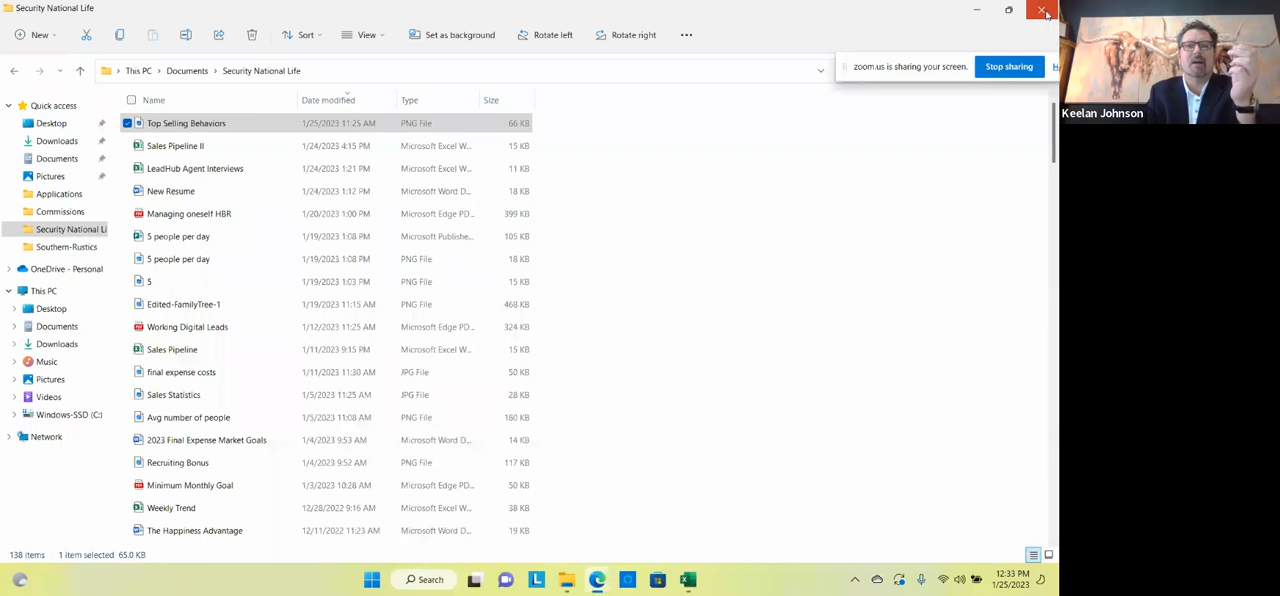 Security National Life
New
Sort
View
Set as background
Rotate left
Rotate right
This PC > Documents > Security National Life
zoom.us is sharing your screen.
Stop sharing
Keelan Johnson
Name Date modified Type Size
Top Selling Behaviors 1/25/2023 11:25 AM PNG File 66 KB
Sales Pipeline II 1/24/2023 4:15 PM Microsoft Excel W... 15 KB
LeadHub Agent Interviews 1/24/2023 1:21 PM Microsoft Excel W... 11 KB
New Resume 1/24/2023 1:12 PM Microsoft Word D... 18 KB
Managing oneself HBR 1/20/2023 1:00 PM Microsoft Edge PD... 399 KB
5 people per day 1/19/2023 1:08 PM Microsoft Publishe... 105 KB
5 people per day 1/19/2023 1:08 PM PNG File 18 KB
5 1/19/2023 1:03 PM PNG File 15 KB
Edited-FamilyTree-1 1/19/2023 11:15 AM PNG File 468 KB
Working Digital Leads 1/12/2023 11:25 AM Microsoft Edge PD... 324 KB
Sales Pipeline 1/11/2023 9:15 PM Microsoft Excel W... 15 KB
final expense costs 1/11/2023 11:30 AM JPG File 50 KB
Sales Statistics 1/5/2023 11:25 AM JPG File 28 KB
Avg number of people 1/5/2023 11:08 AM PNG File 180 KB
2023 Final Expense Market Goals 1/4/2023 9:53 AM Microsoft Word D... 14 KB
Recruiting Bonus 1/4/2023 9:52 AM PNG File 117 KB
Minimum Monthly Goal 1/3/2023 10:28 AM Microsoft Edge PD... 50 KB
Weekly Trend 12/28/2022 9:16 AM Microsoft Excel W... 38 KB
The Happiness Advantage 12/11/2022 11:23 AM Microsoft Word D... 19 KB
Quick access
Desktop
Downloads
Documents
Pictures
Applications
Commissions
Security National Li
Southern-Rustics
OneDrive - Personal
This PC
Desktop
Documents
Downloads
Music
Pictures
Videos
Windows-SSD (C:)
Network
138 items 1 item selected 65.0 KB
Search
L
12:33 PM
1/25/2023